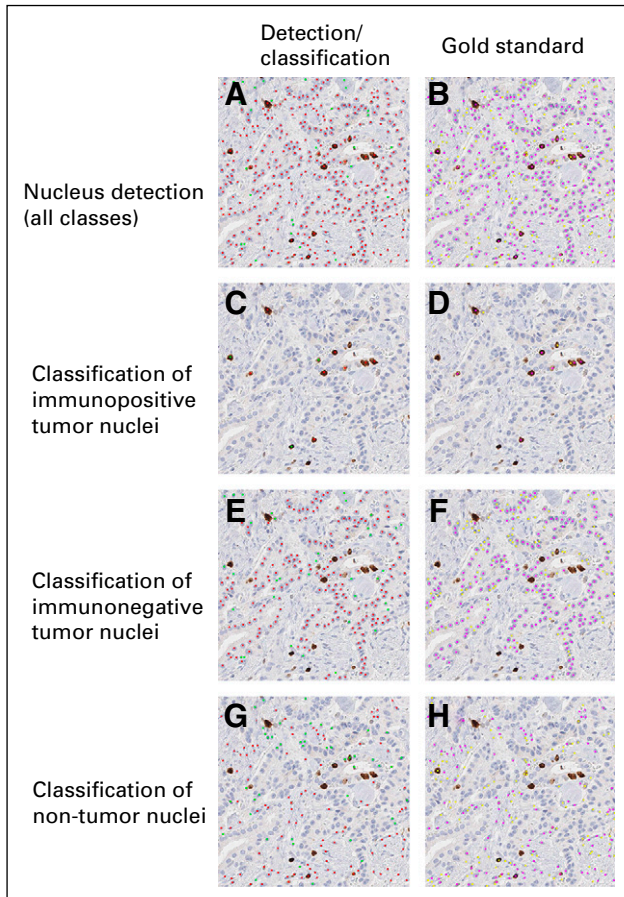 Detection/
classification
Gold standard
A
B
Nucleus detection
(all classes)
C
D
Classification of
immunopositive
tumor nuclei
E
F
Classification of
immunonegative
tumor nuclei
G
H
Classification of
non-tumor nuclei